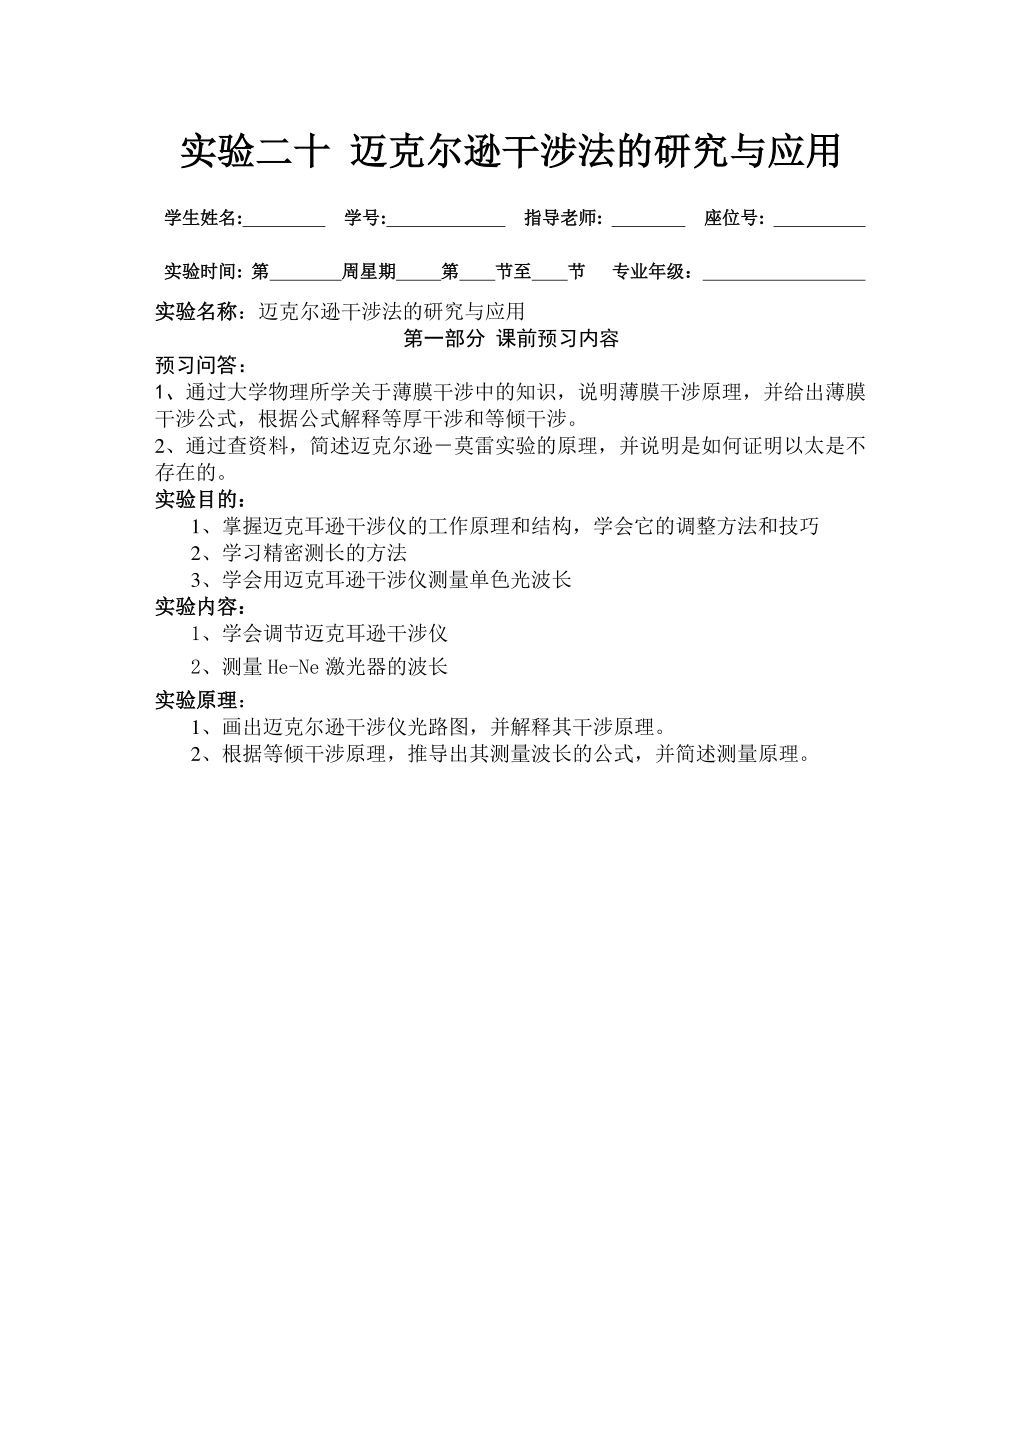 实验二十 迈克尔逊干涉法的研究与应用
学生姓名:_________ 学号:_____________ 指导老师: ________ 座位号: __________
实验时间: 第________周星期_____第____节至____节 专业年级: __________________
实验名称：迈克尔逊干涉法的研究与应用
第一部分 课前预习内容
预习问答：
1、通过大学物理所学关于薄膜干涉中的知识，说明薄膜干涉原理，并给出薄膜
干涉公式，根据公式解释等厚干涉和等倾干涉。
2、通过查资料，简述迈克尔逊－莫雷实验的原理，并说明是如何证明以太是不
存在的。
实验目的：
1、掌握迈克耳逊干涉仪的工作原理和结构，学会它的调整方法和技巧
2、学习精密测长的方法
3、学会用迈克耳逊干涉仪测量单色光波长
实验内容：
1、学会调节迈克耳逊干涉仪
2、测量 He-Ne 激光器的波长
实验原理：
1、画出迈克尔逊干涉仪光路图，并解释其干涉原理。
2、根据等倾干涉原理，推导出其测量波长的公式，并简述测量原理。